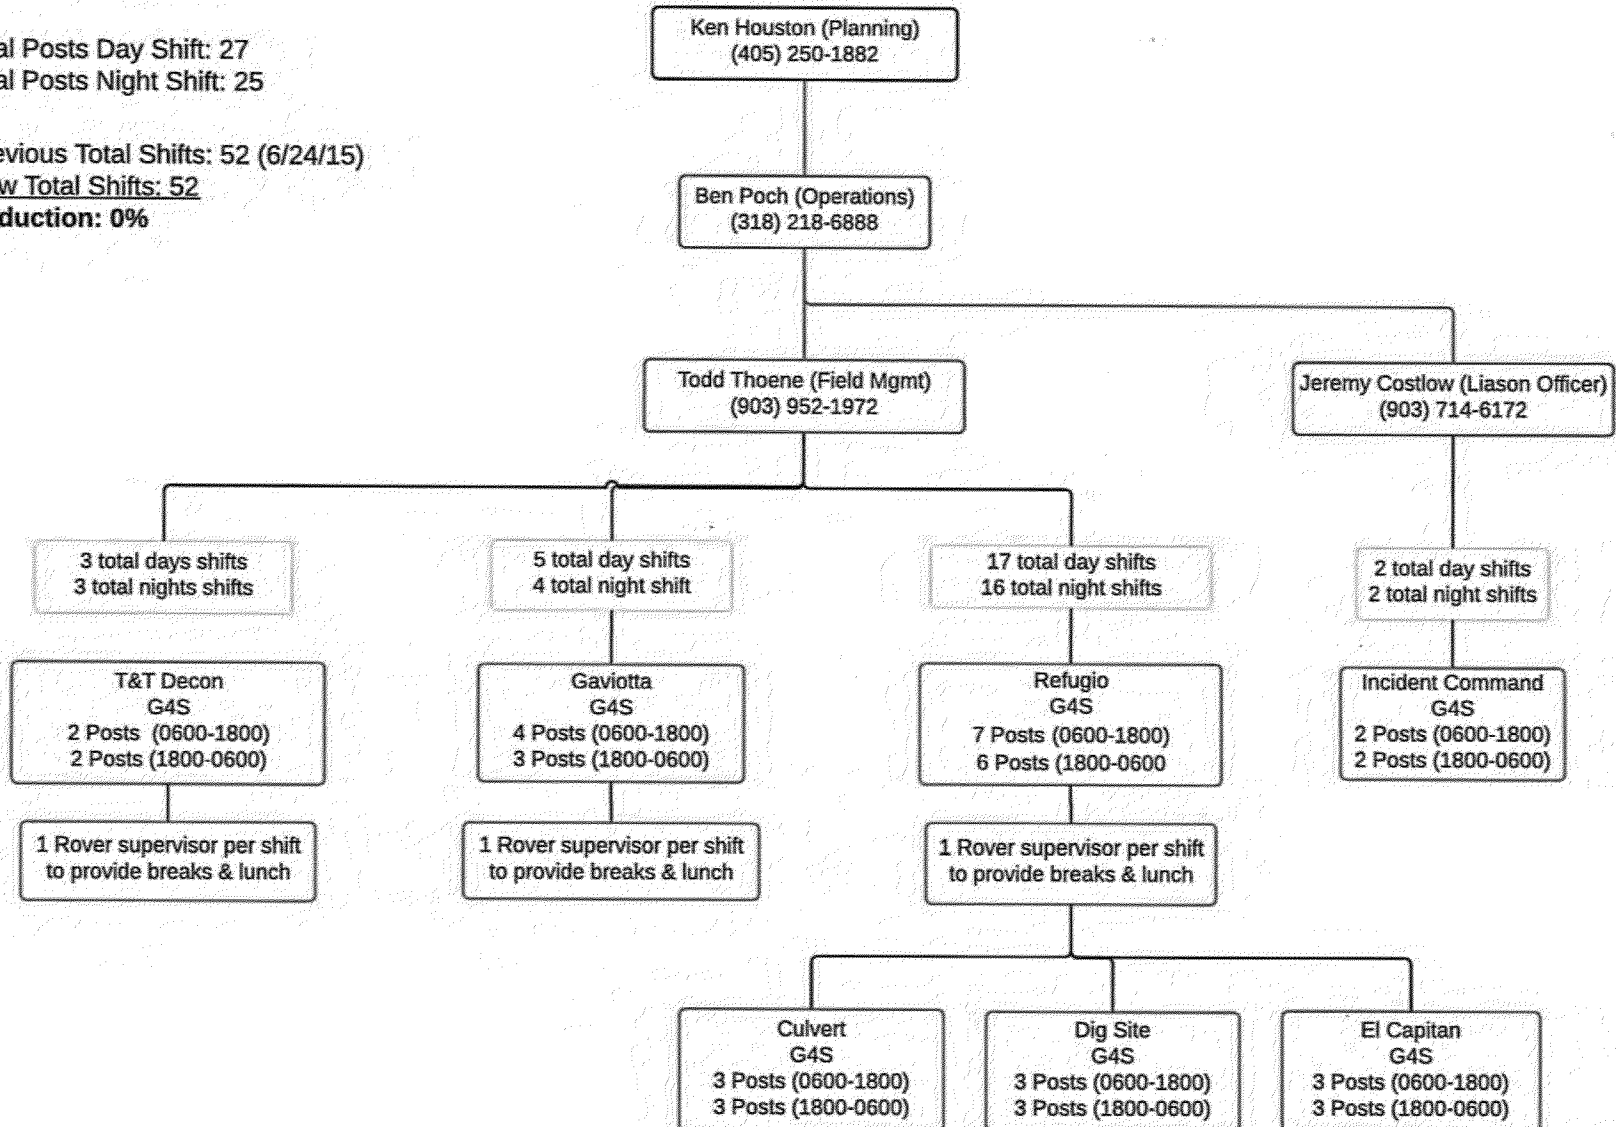 al Posts Day Shift: 27
al Posts Night Shift: 25
evious Total Shifts: 52 (6/24/15)
w Total Shifts: 52
duction: 0%
Ken Houston (Planning)
(405) 250-1882
Ben Poch (Operations)
(318) 218-6888
Todd Thoene (Field Mgmt)
(903) 952-1972
Jeremy Costlow (Liason Officer)
(903) 714-6172
3 total days shifts
3 total nights shifts
5 total day shifts
4 total night shift
17 total day shifts
16 total night shifts
2 total day shifts
2 total night shifts
T&T Decon
G4S
2 Posts  (0600-1800)
2 Posts (1800-0600)
Gaviotta
G4S
4 Posts (0600-1800)
3 Posts (1800-0600)
Refugio
G4S
7 Posts (0600-1800)
6 Posts (1800-0600
Incident Command
G4S
2 Posts (0600-1800)
2 Posts (1800-0600)
1 Rover supervisor per shift
to provide breaks & lunch
1 Rover supervisor per shift
to provide breaks & lunch
1 Rover supervisor per shift
to provide breaks & lunch
Culvert
G4S
3 Posts (0600-1800)
3 Posts (1800-0600)
Dig Site
G4S
3 Posts (0600-1800)
3 Posts (1800-0600)
El Capitan
G4S
3 Posts (0600-1800)
3 Posts (1800-0600)